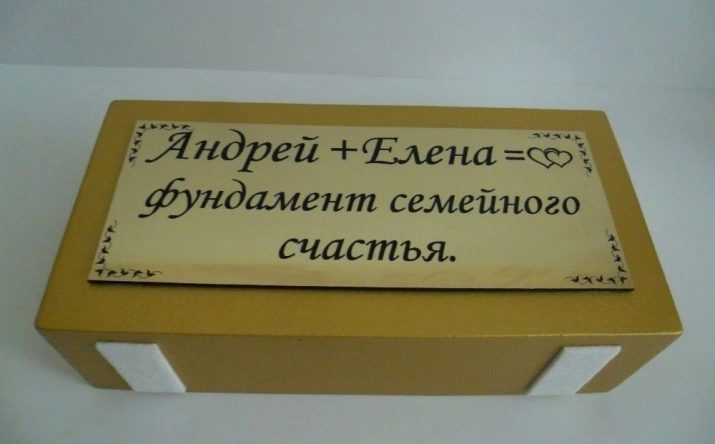 Андрей + Елена =
фундамент семейного
счастья.